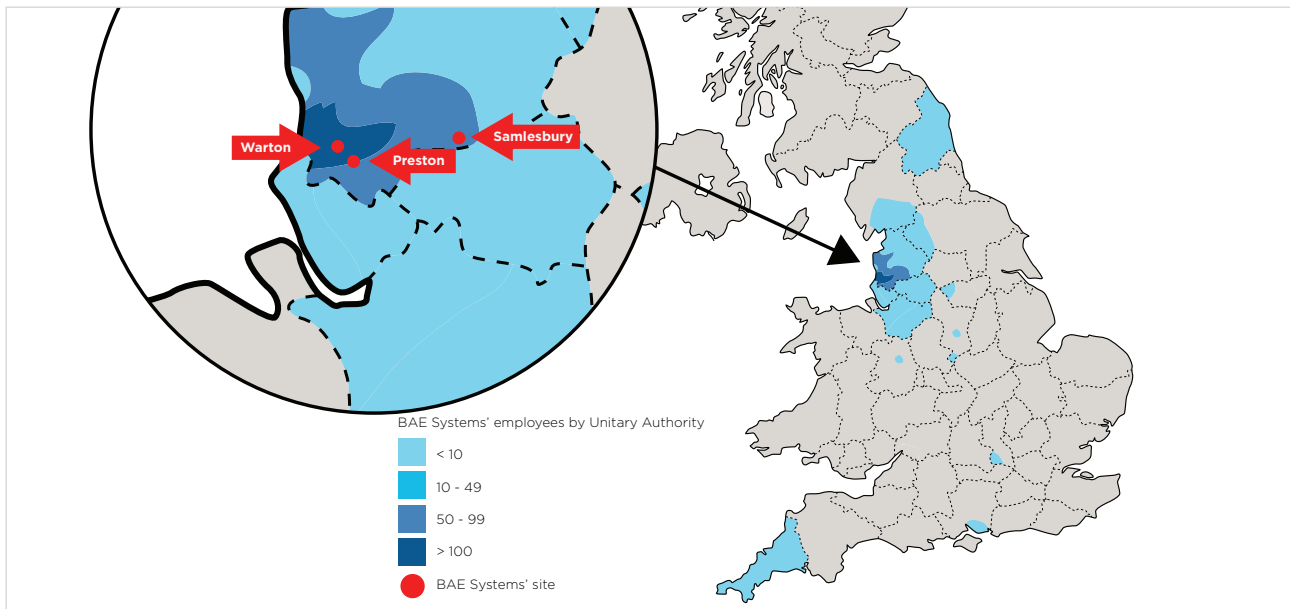 Warton
Samlesbury
Preston
BAE Systems' employees by Unitary Authority
< 10
10 - 49
50 - 99
> 100
BAE Systems' site